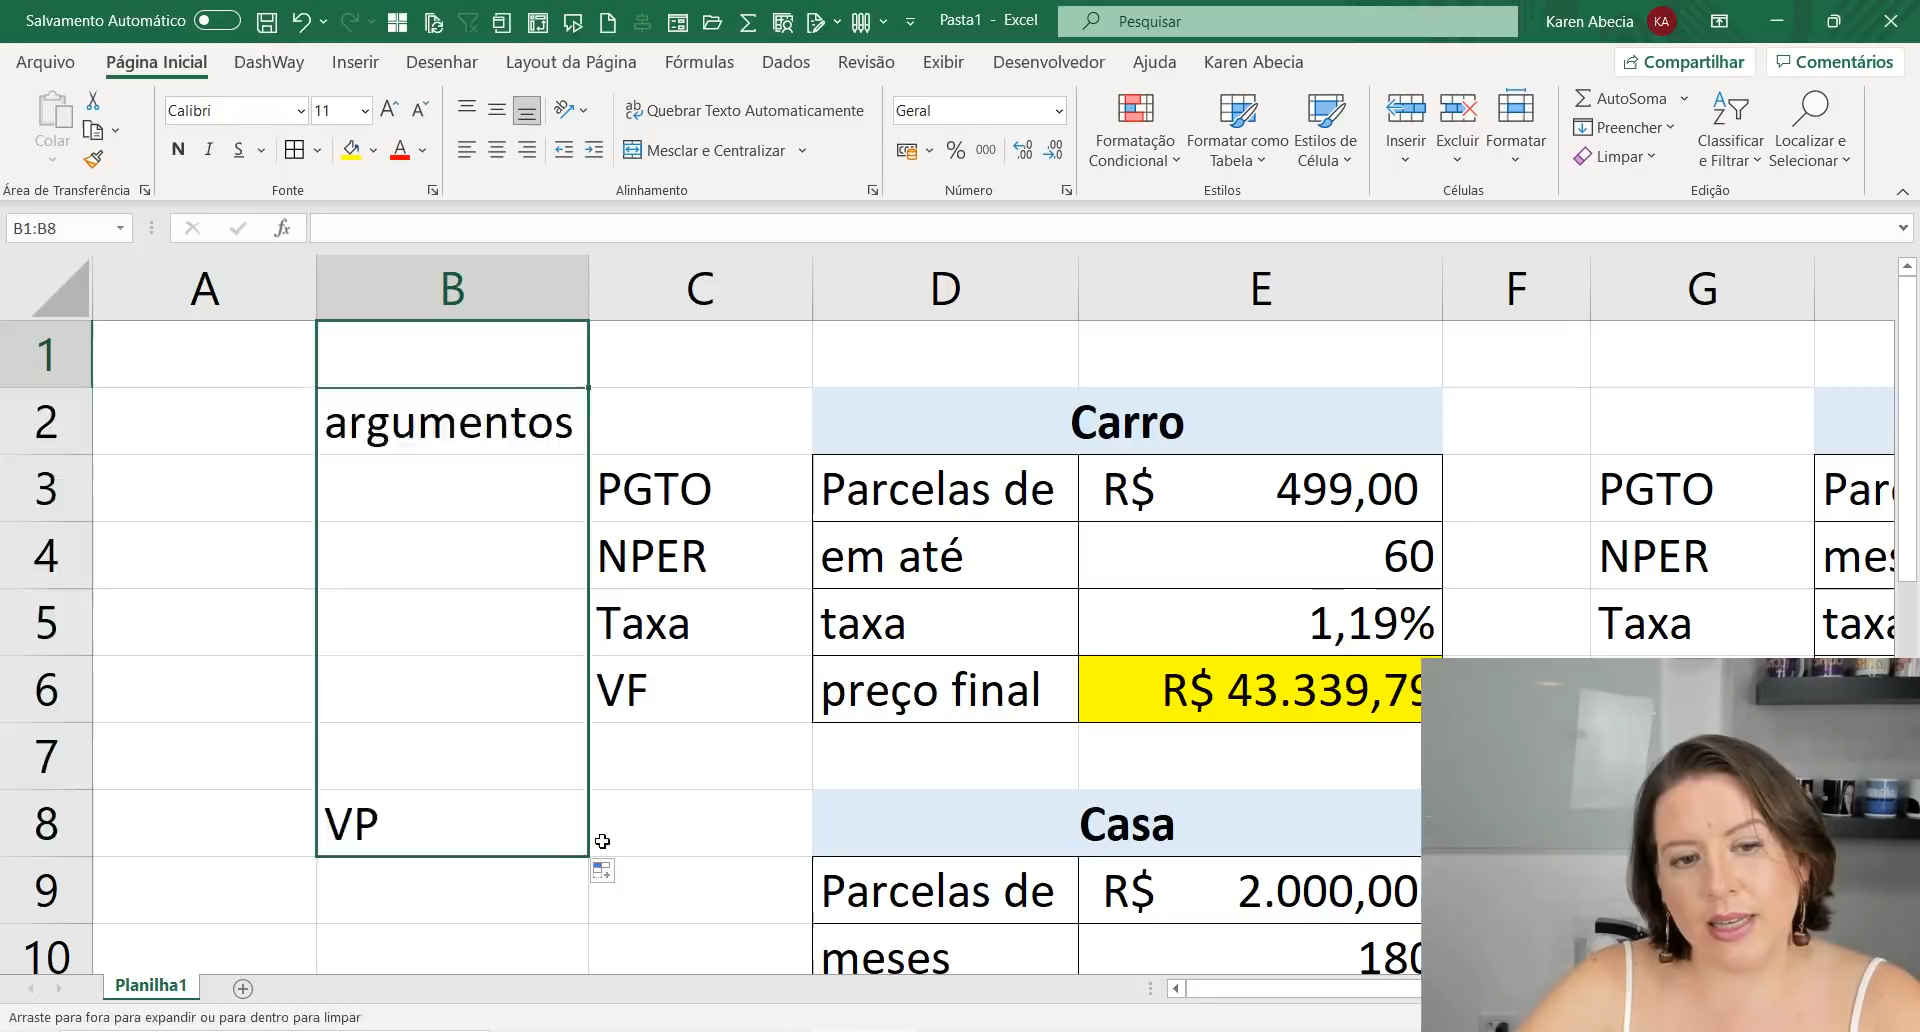 Salvamento Automático
Pasta1 - Excel
Pesquisar
Karen Abecia
KA
Arquivo
Página Inicial
DashWay
Inserir
Desenhar
Layout da Página
Fórmulas
Dados
Revisão
Exibir
Desenvolvedor
Ajuda
Karen Abecia
Compartilhar
Comentários
Colar
Calibri
11
Quebrar Texto Automaticamente
Geral
Formatação Condicional
Formatar como Tabela
Estilos de Célula
Inserir
Excluir
Formatar
AutoSoma
Preencher
Limpar
Classificar e Filtrar
Localizar e Selecionar
N I S
Mesclar e Centralizar
% 000
Área de Transferência
Fonte
Alinhamento
Número
Estilos
Células
Edição
B1:B8
fx
A B C D E F G
1
2 argumentos Carro
3 PGTO Parcelas de R$ 499,00 PGTO
4 NPER em até 60 NPER
5 Taxa taxa 1,19% Taxa
6 VF preço final R$ 43.339,79
7
8 VP Casa
9 Parcelas de R$ 2.000,00
10 meses 180
Planilha1
Arraste para fora para expandir ou para dentro para limpar